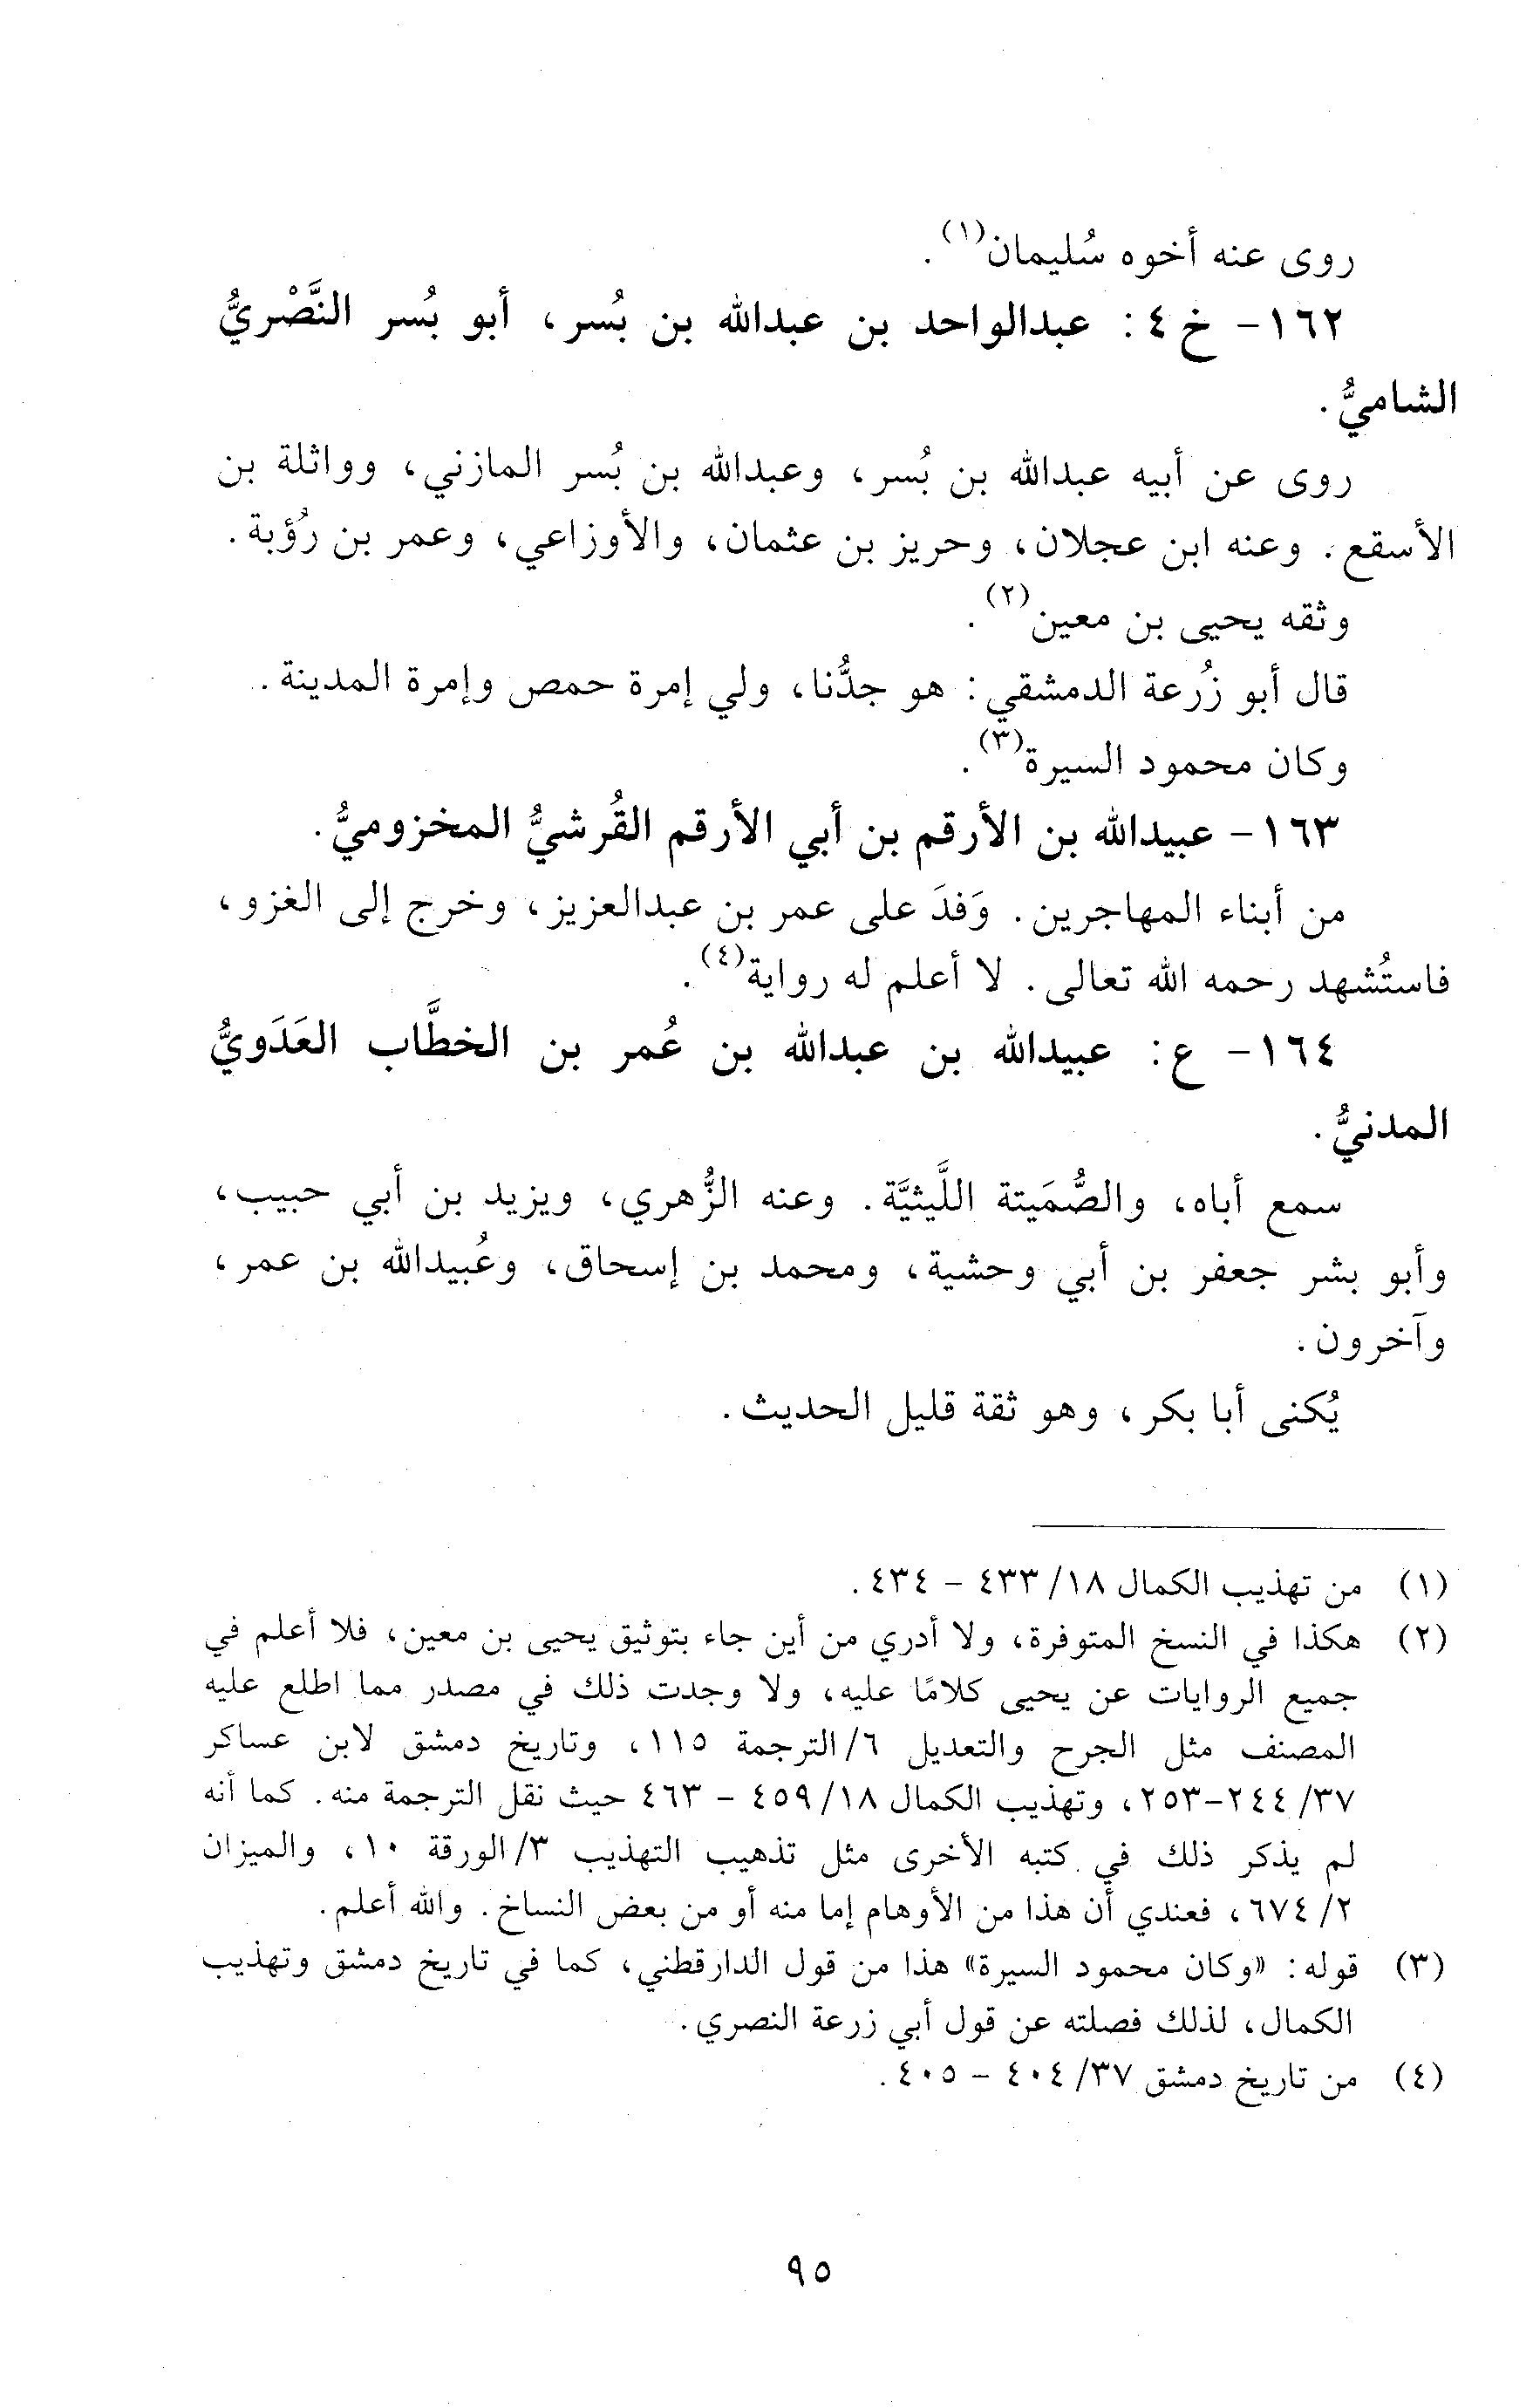 روى عنه أخوه سُليمان(١).
١٦٢- خ ٤: عبدالواحد بن عبدالله بن بُسر، أبو بُسر النَّصْريُّ
الشاميُّ.
روى عن أبيه عبدالله بن بُسر، وعبدالله بن بُسر المازني، وواثلة بن
الأسقع. وعنه ابن عجلان، وحريز بن عثمان، والأوزاعي، وعمر بن رُؤبة.
وثقه يحيى بن معين(٢).
قال أبو زُرعة الدمشقي: هو جدُّنا، ولي إمرة حمص وإمرة المدينة.
وكان محمود السيرة(٣).
١٦٣- عبيدالله بن الأرقم بن أبي الأرقم القُرشيُّ المخزوميُّ.
من أبناء المهاجرين. وَفدَ على عمر بن عبدالعزيز، وخرج إلى الغزو،
فاستُشهد رحمه الله تعالى. لا أعلم له رواية(٤).
١٦٤- ع: عبيدالله بن عبدالله بن عُمر بن الخطَّاب العَدَويُّ
المدنيُّ.
سمع أباه، والصُّمَيتة اللَّيثيَّة. وعنه الزُّهري، ويزيد بن أبي حبيب،
وأبو بشر جعفر بن أبي وحشية، ومحمد بن إسحاق، وعُبيدالله بن عمر،
وآخرون.
يُكنى أبا بكر، وهو ثقة قليل الحديث.
(١) من تهذيب الكمال ١٨/ ٤٣٣ - ٤٣٤.
(٢) هكذا في النسخ المتوفرة، ولا أدري من أين جاء بتوثيق يحيى بن معين، فلا أعلم في
جميع الروايات عن يحيى كلامًا عليه، ولا وجدت ذلك في مصدر مما اطلع عليه
المصنف مثل الجرح والتعديل ٦/ الترجمة ١١٥، وتاريخ دمشق لابن عساكر
٣٧/ ٢٤٤-٢٥٣، وتهذيب الكمال ١٨/ ٤٥٩ - ٤٦٣ حيث نقل الترجمة منه. كما أنه
لم يذكر ذلك في كتبه الأخرى مثل تذهيب التهذيب ٣/ الورقة ١٠، والميزان
٢/ ٦٧٤، فعندي أن هذا من الأوهام إما منه أو من بعض النساخ. والله أعلم.
(٣) قوله: «وكان محمود السيرة» هذا من قول الدارقطني، كما في تاريخ دمشق وتهذيب
الكمال، لذلك فصلته عن قول أبي زرعة النصري.
(٤) من تاريخ دمشق ٣٧/ ٤٠٤ - ٤٠٥.
٩٥